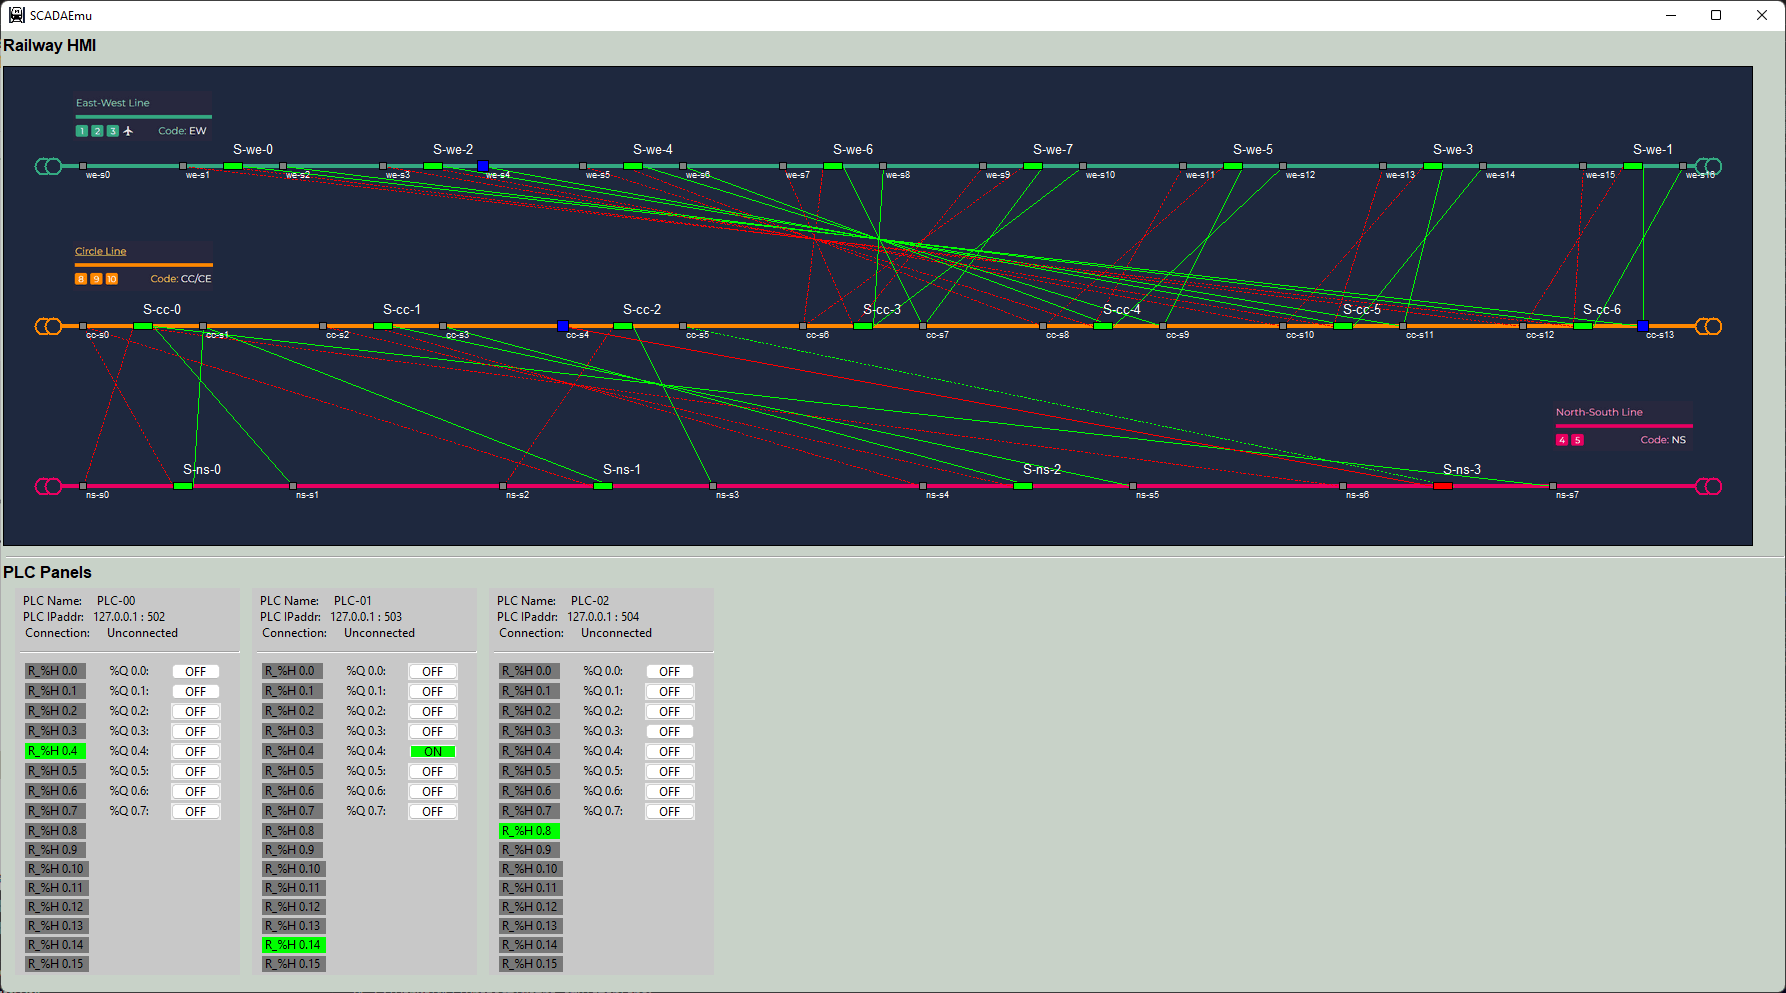 SCADAEmu
Railway HMI
East-West Line
1 2 3 Code: EW
S-we-0 S-we-2 S-we-4 S-we-6 S-we-7 S-we-5 S-we-3 S-we-1
we-s0 we-s1 we-s2 we-s3 we-s4 we-s5 we-s6 we-s7 we-s8 we-s9 we-s10 we-s11 we-s12 we-s13 we-s14 we-s15 we-s16
Circle Line
8 9 10 Code: CC/CE
S-cc-0 S-cc-1 S-cc-2 S-cc-3 S-cc-4 S-cc-5 S-cc-6
cc-s0 cc-s1 cc-s2 cc-s3 cc-s4 cc-s5 cc-s6 cc-s7 cc-s8 cc-s9 cc-s10 cc-s11 cc-s12 cc-s13
North-South Line
4 5 Code: NS
S-ns-0 S-ns-1 S-ns-2 S-ns-3
ns-s0 ns-s1 ns-s2 ns-s3 ns-s4 ns-s5 ns-s6 ns-s7
PLC Panels
PLC Name: PLC-00
PLC IPaddr: 127.0.0.1 : 502
Connection: Unconnected
R_%H 0.0 %Q 0.0: OFF
R_%H 0.1 %Q 0.1: OFF
R_%H 0.2 %Q 0.2: OFF
R_%H 0.3 %Q 0.3: OFF
R_%H 0.4 %Q 0.4: OFF
R_%H 0.5 %Q 0.5: OFF
R_%H 0.6 %Q 0.6: OFF
R_%H 0.7 %Q 0.7: OFF
R_%H 0.8
R_%H 0.9
R_%H 0.10
R_%H 0.11
R_%H 0.12
R_%H 0.13
R_%H 0.14
R_%H 0.15
PLC Name: PLC-01
PLC IPaddr: 127.0.0.1 : 503
Connection: Unconnected
R_%H 0.0 %Q 0.0: OFF
R_%H 0.1 %Q 0.1: OFF
R_%H 0.2 %Q 0.2: OFF
R_%H 0.3 %Q 0.3: OFF
R_%H 0.4 %Q 0.4: ON
R_%H 0.5 %Q 0.5: OFF
R_%H 0.6 %Q 0.6: OFF
R_%H 0.7 %Q 0.7: OFF
R_%H 0.8
R_%H 0.9
R_%H 0.10
R_%H 0.11
R_%H 0.12
R_%H 0.13
R_%H 0.14
R_%H 0.15
PLC Name: PLC-02
PLC IPaddr: 127.0.0.1 : 504
Connection: Unconnected
R_%H 0.0 %Q 0.0: OFF
R_%H 0.1 %Q 0.1: OFF
R_%H 0.2 %Q 0.2: OFF
R_%H 0.3 %Q 0.3: OFF
R_%H 0.4 %Q 0.4: OFF
R_%H 0.5 %Q 0.5: OFF
R_%H 0.6 %Q 0.6: OFF
R_%H 0.7 %Q 0.7: OFF
R_%H 0.8
R_%H 0.9
R_%H 0.10
R_%H 0.11
R_%H 0.12
R_%H 0.13
R_%H 0.14
R_%H 0.15